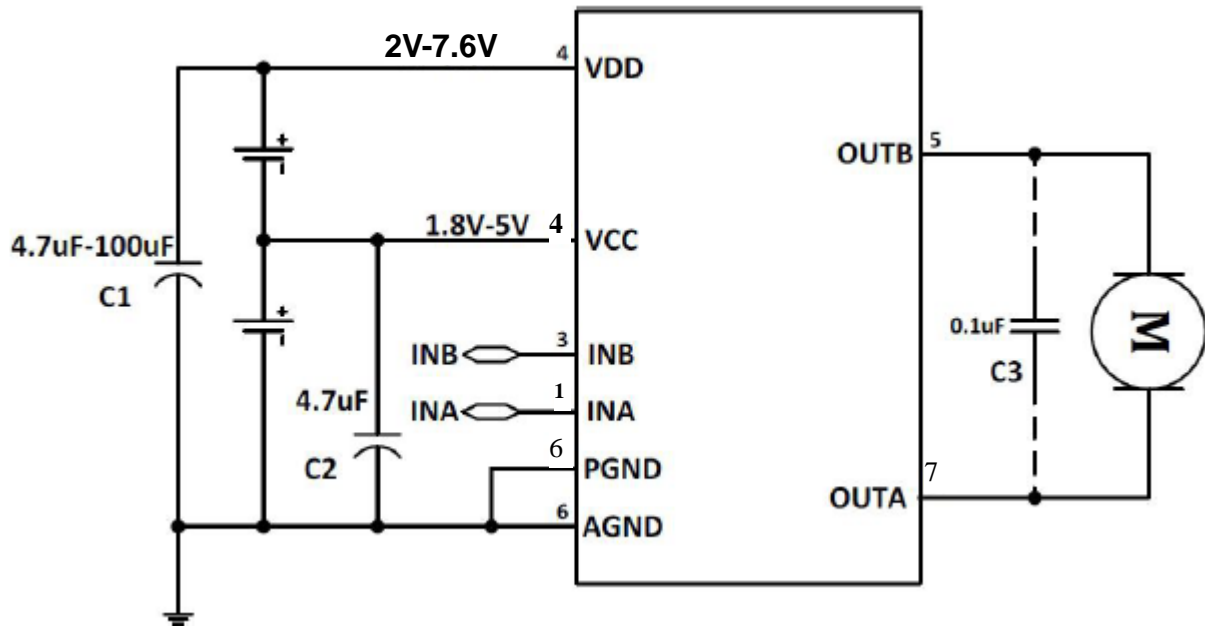 2V-7.6V
4
VDD
OUTB
5
1.8V-5V
4
VCC
4.7uF-100uF
C1
+
+
INB
3
INB
4.7uF
C2
INA
1
INA
6
PGND
6
AGND
0.1uF
C3
M
OUTA
7